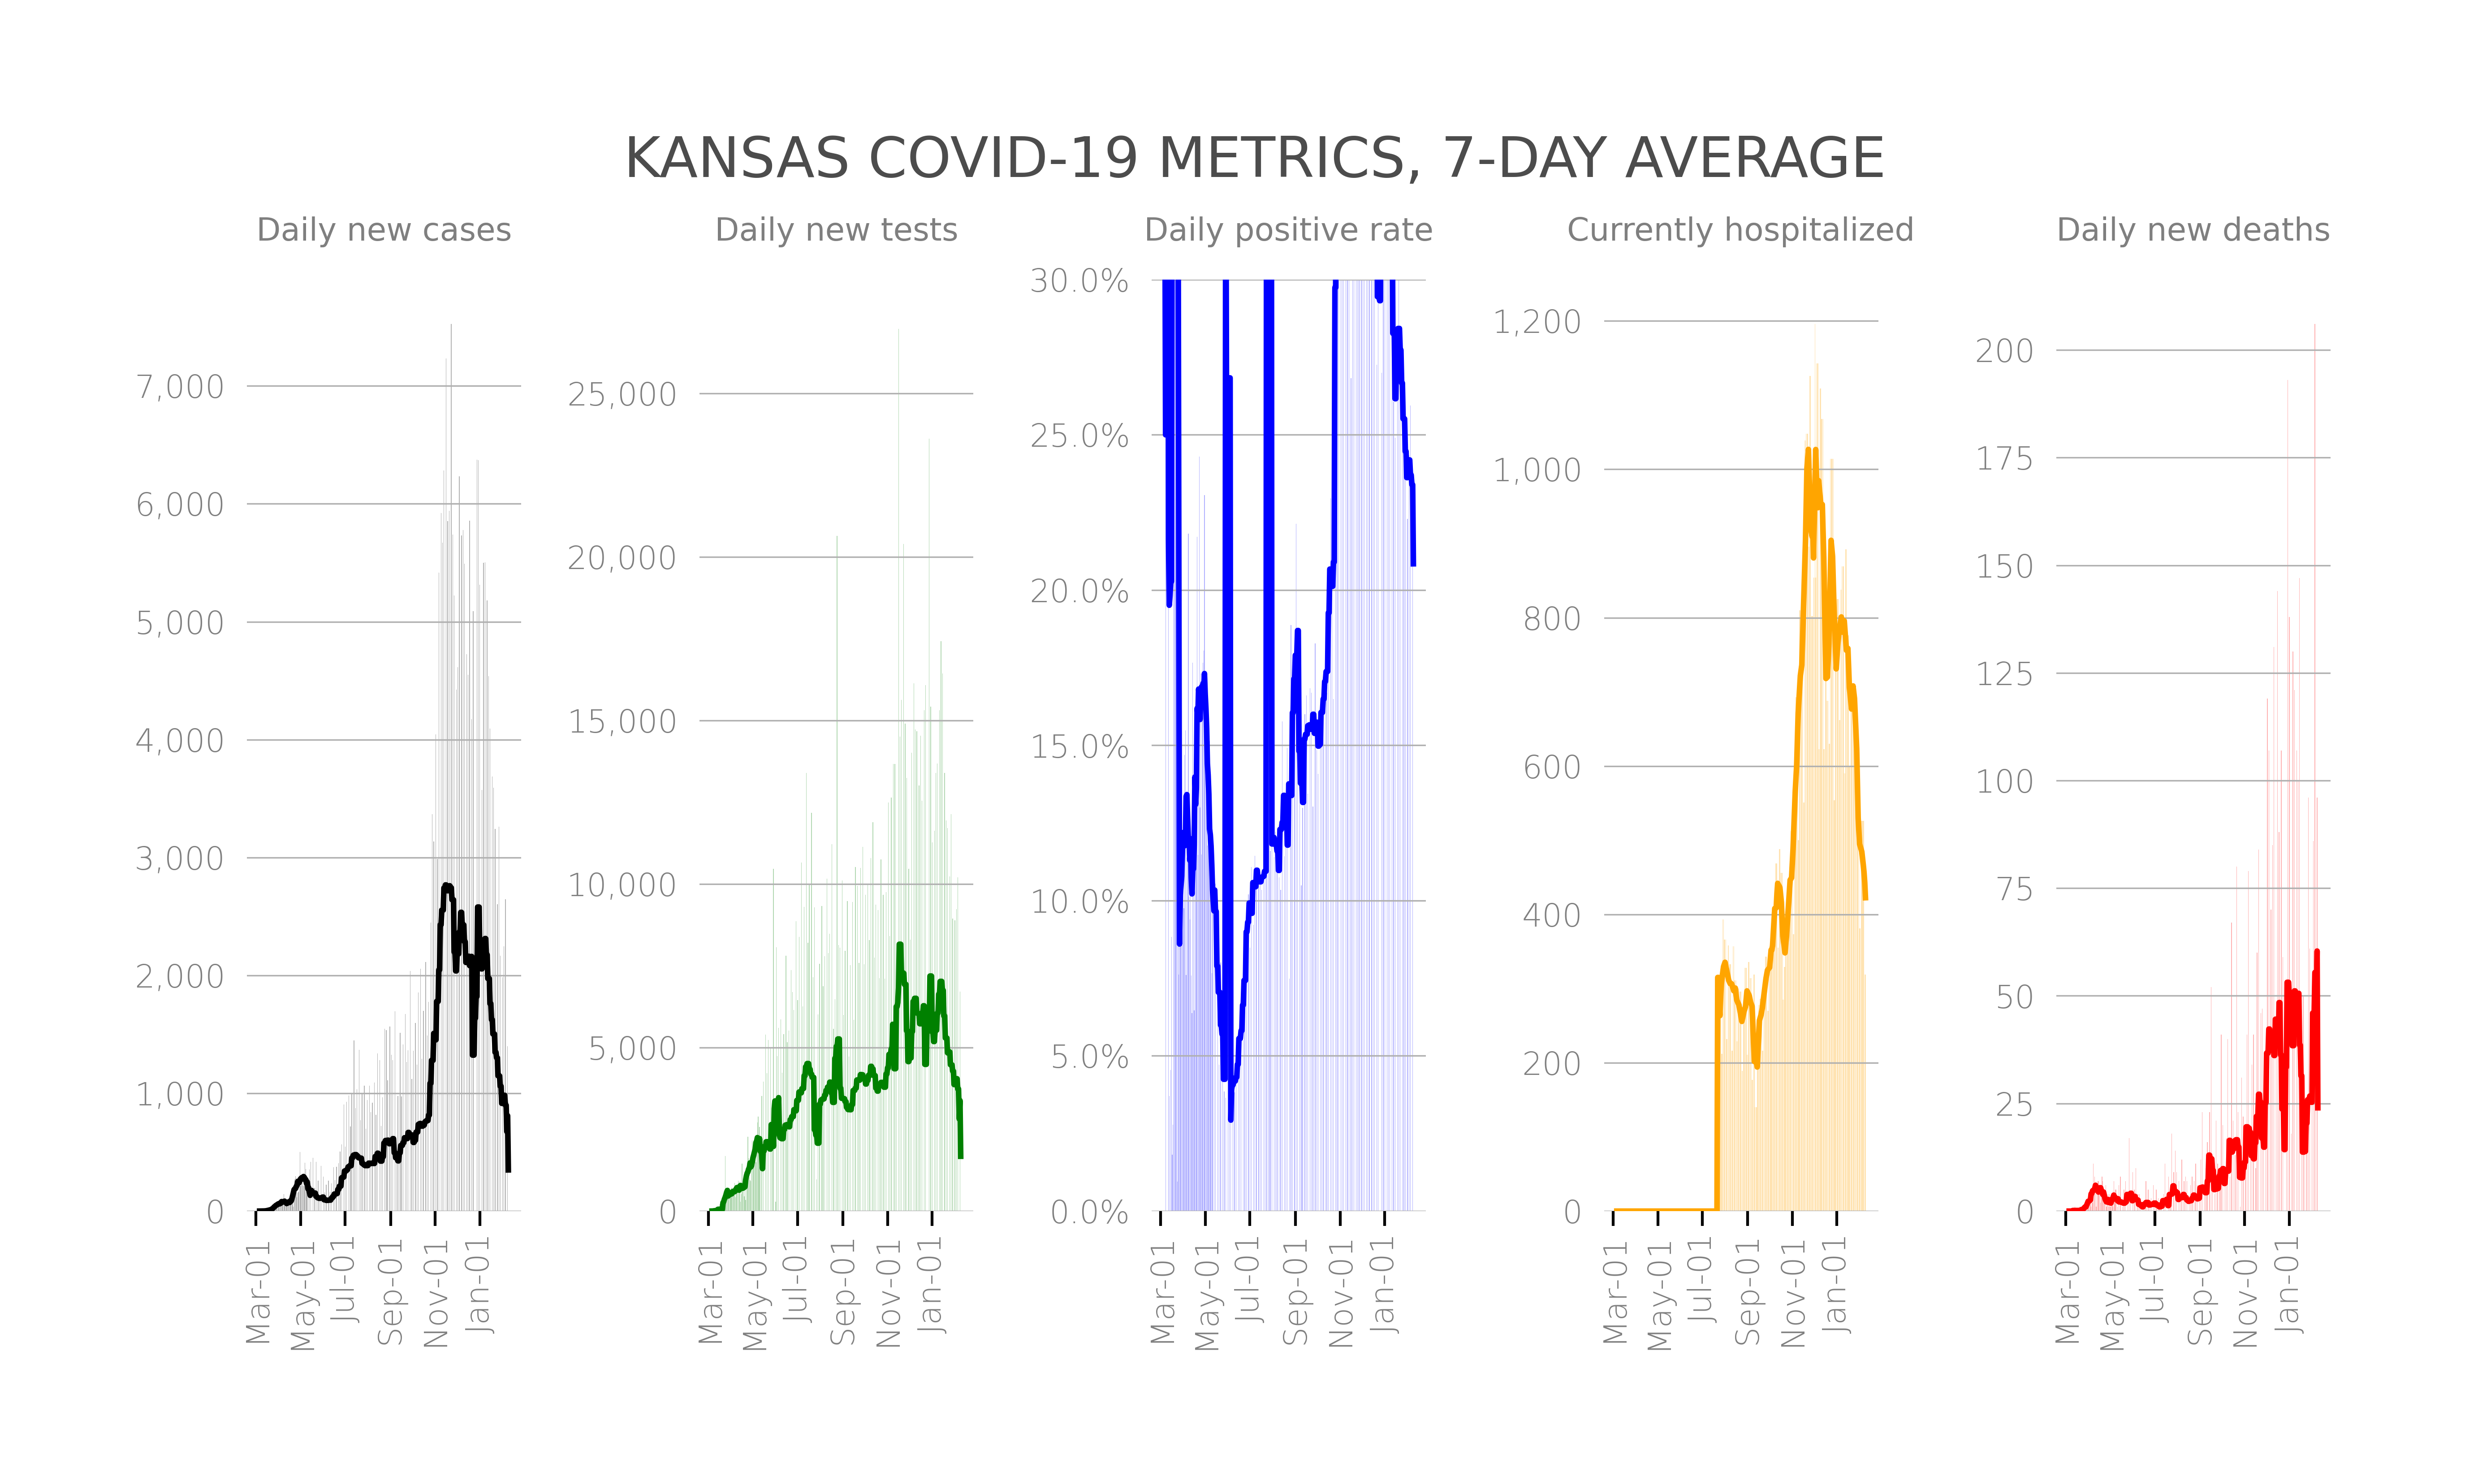 KANSAS COVID-19 METRICS, 7-DAY AVERAGE
Daily new cases
7,000
6,000
5,000
4,000
3,000
2,000
1,000
0
Mar-01
May-01
Jul-01
Sep-01
Nov-01
Jan-01
Daily new tests
25,000
20,000
15,000
10,000
5,000
0
Mar-01
May-01
Jul-01
Sep-01
Nov-01
Jan-01
Daily positive rate
30.0%
25.0%
20.0%
15.0%
10.0%
5.0%
0.0%
Mar-01
May-01
Jul-01
Sep-01
Nov-01
Jan-01
Currently hospitalized
1,200
1,000
800
600
400
200
0
Mar-01
May-01
Jul-01
Sep-01
Nov-01
Jan-01
Daily new deaths
200
175
150
125
100
75
50
25
0
Mar-01
May-01
Jul-01
Sep-01
Nov-01
Jan-01